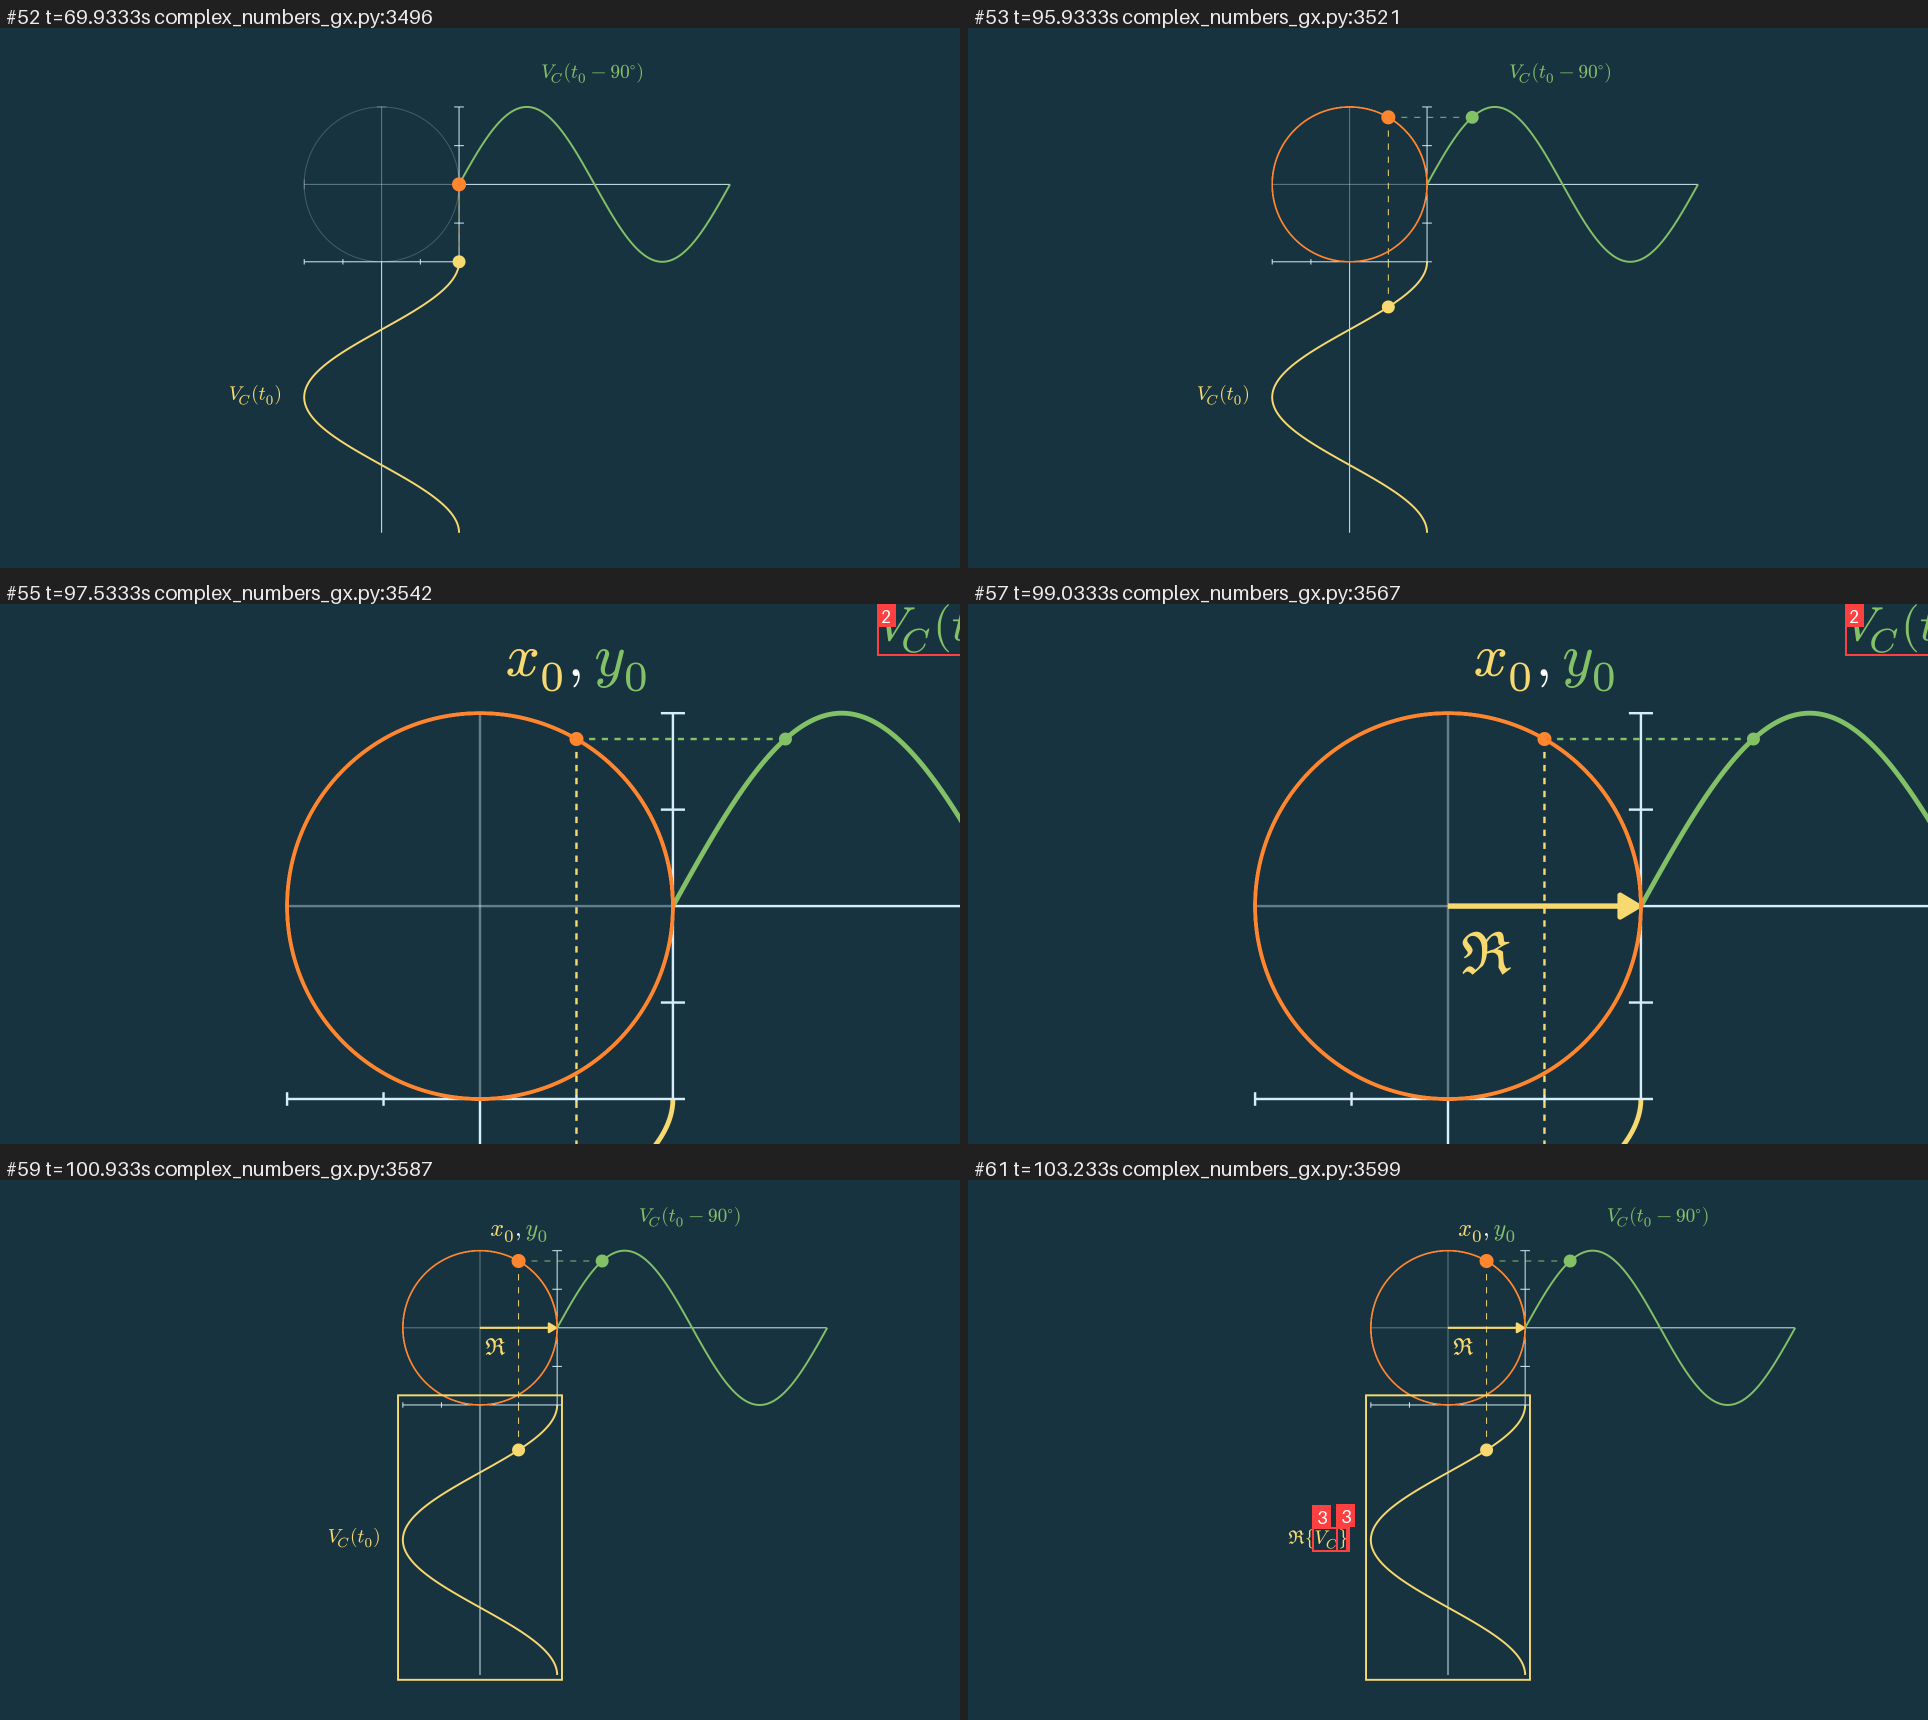 #52 t=69.9333s complex_numbers_gx.py:3496
V_C(t_0 − 90°)
V_C(t_0)
#53 t=95.9333s complex_numbers_gx.py:3521
V_C(t_0 − 90°)
V_C(t_0)
#55 t=97.5333s complex_numbers_gx.py:3542
2
V_C(t
x_0, y_0
#57 t=99.0333s complex_numbers_gx.py:3567
2
V_C(t
x_0, y_0
ℜ
#59 t=100.933s complex_numbers_gx.py:3587
V_C(t_0 − 90°)
x_0, y_0
ℜ
V_C(t_0)
#61 t=103.233s complex_numbers_gx.py:3599
V_C(t_0 − 90°)
x_0, y_0
ℜ
3 3
ℜ{V_C}